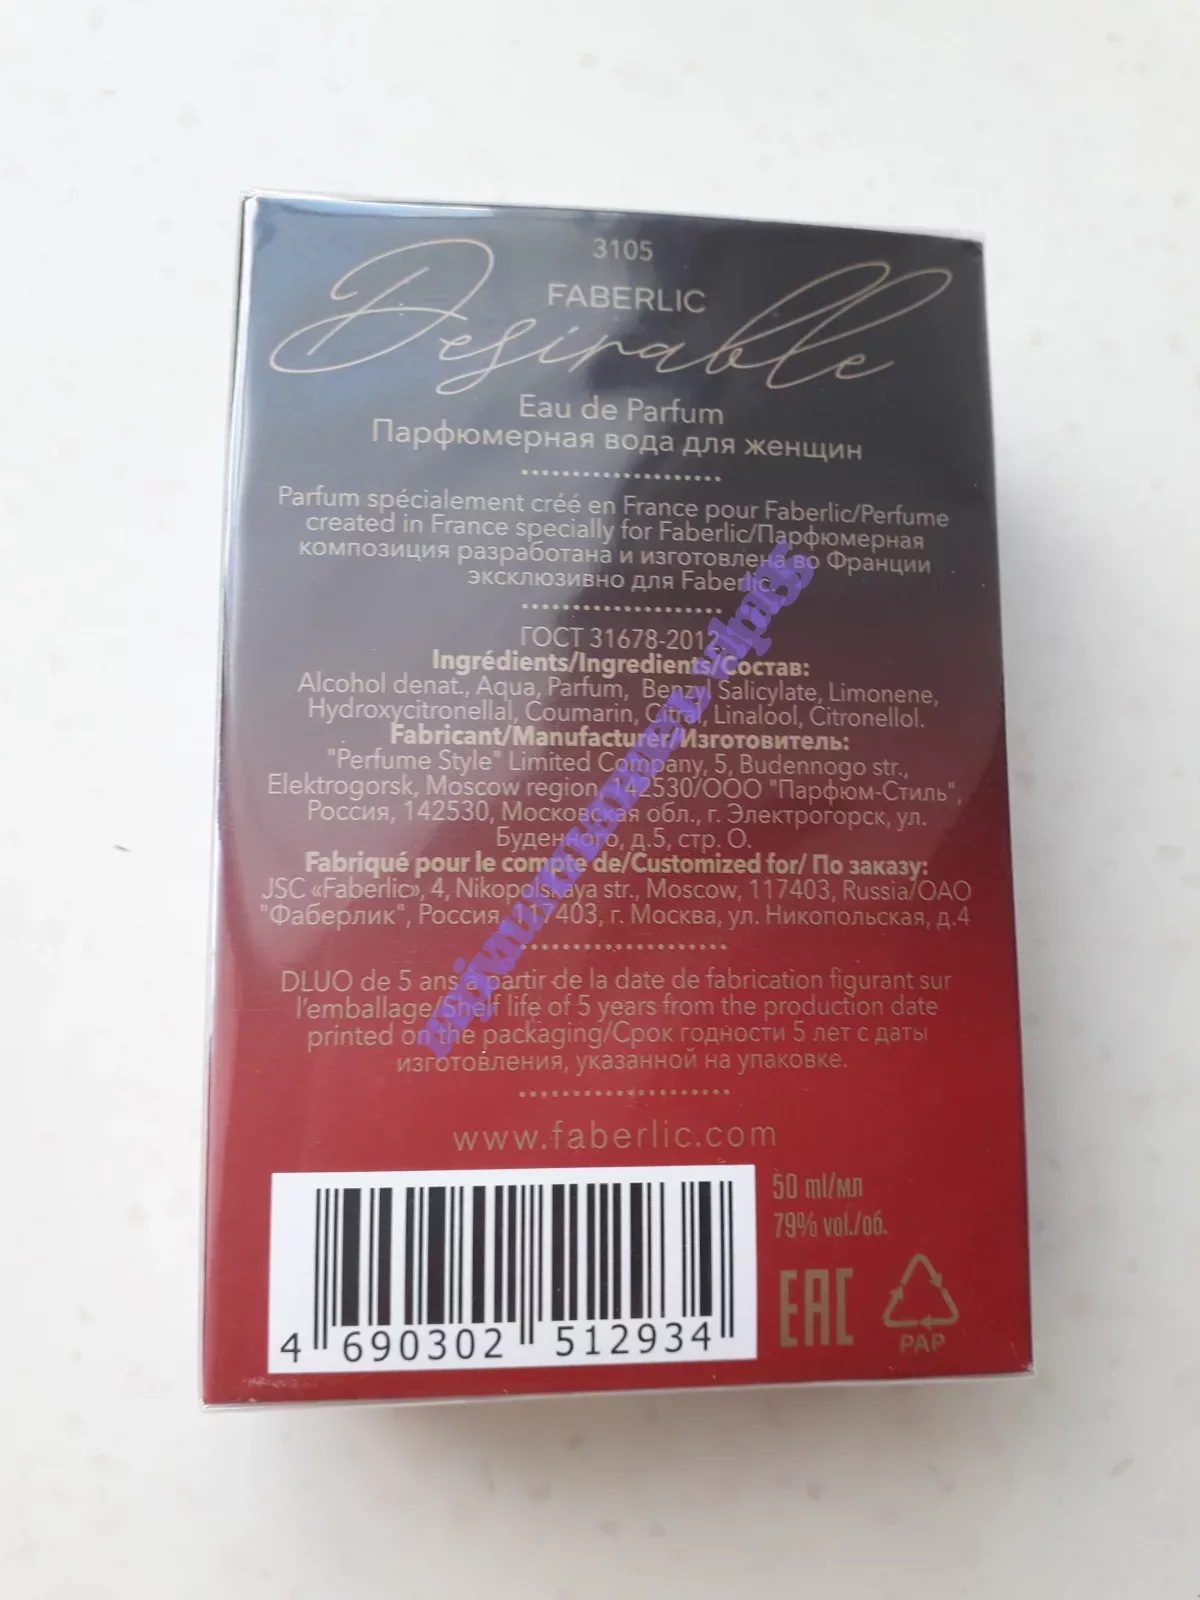 3105
FABERLIC
Desirable
Eau de Parfum
Парфюмерная вода для женщин
Parfum spécialement créé en France pour Faberlic/Perfume
created in France specially for Faberlic/Парфюмерная
композиция разработана и изготовлена во Франции
эксклюзивно для Faberlic.
ГОСТ 31678-2012.
Ingrédients/Ingredients/Состав:
Alcohol denat., Aqua, Parfum, Benzyl Salicylate, Limonene,
Hydroxycitronellal, Coumarin, Citral, Linalool, Citronellol.
Fabricant/Manufacturer/Изготовитель:
"Perfume Style" Limited Company, 5, Budennogo str.,
Elektrogorsk, Moscow region, 142530/ООО "Парфюм-Стиль",
Россия, 142530, Московская обл., г. Электрогорск, ул.
Буденного, д.5, стр. О.
Fabriqué pour le compte de/Customized for/ По заказу:
JSC «Faberlic», 4, Nikopolskaya str., Moscow, 117403, Russia/ОАО
"Фаберлик", Россия, 117403, г. Москва, ул. Никопольская, д.4
DLUO de 5 ans à partir de la date de fabrication figurant sur
l'emballage/Shelf life of 5 years from the production date
printed on the packaging/Срок годности 5 лет с даты
изготовления, указанной на упаковке.
www.faberlic.com
50 ml/мл
79% vol./об.
EAC
PAP
4 690302 512934